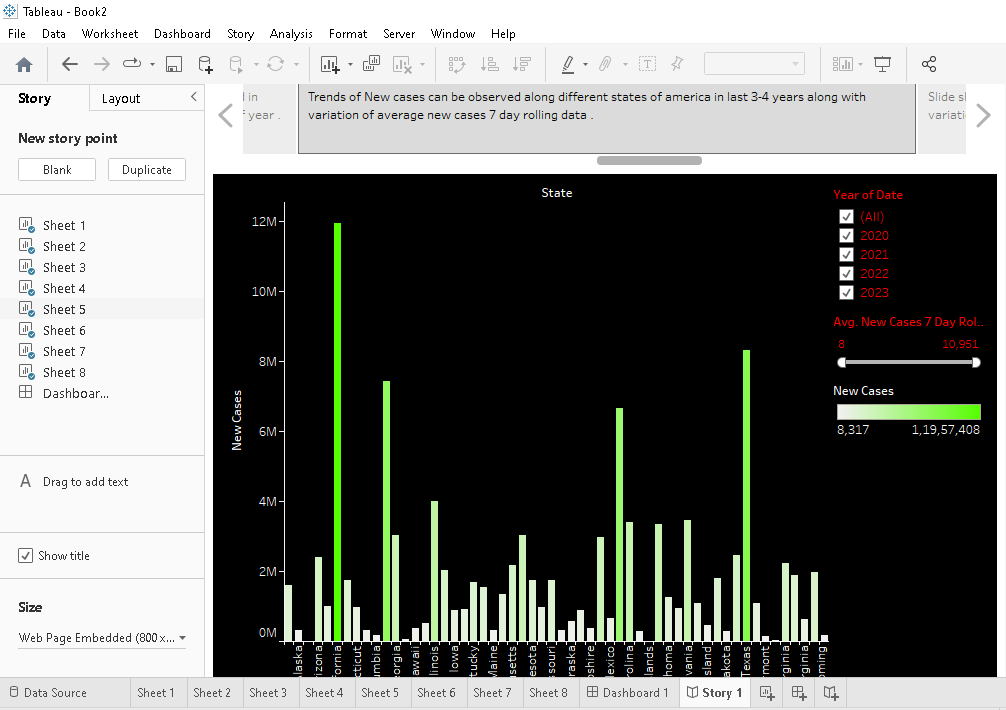 Tableau - Book2
File Data Worksheet Dashboard Story Analysis Format Server Window Help
Story Layout
New story point
Blank Duplicate
Sheet 1
Sheet 2
Sheet 3
Sheet 4
Sheet 5
Sheet 6
Sheet 7
Sheet 8
Dashboar...
A Drag to add text
Show title
Size
Web Page Embedded (800 x...
in
year .
Trends of New cases can be observed along different states of america in last 3-4 years along with
variation of average new cases 7 day rolling data .
Slide sl
variati
State
New Cases
12M
10M
8M
6M
4M
2M
0M
laska
rizona
fornia
cticut
umbia
eorgia
awaii
linois
Iowa
tucky
Maine
usetts
esota
ssouri
raska
pshire
lexico
rolina
slands
homa
vania
sland
akota
Texas
rmont
irginia
irginia
oming
Year of Date
(All)
2020
2021
2022
2023
Avg. New Cases 7 Day Rol..
8 10,951
New Cases
8,317 1,19,57,408
Data Source Sheet 1 Sheet 2 Sheet 3 Sheet 4 Sheet 5 Sheet 6 Sheet 7 Sheet 8 Dashboard 1 Story 1